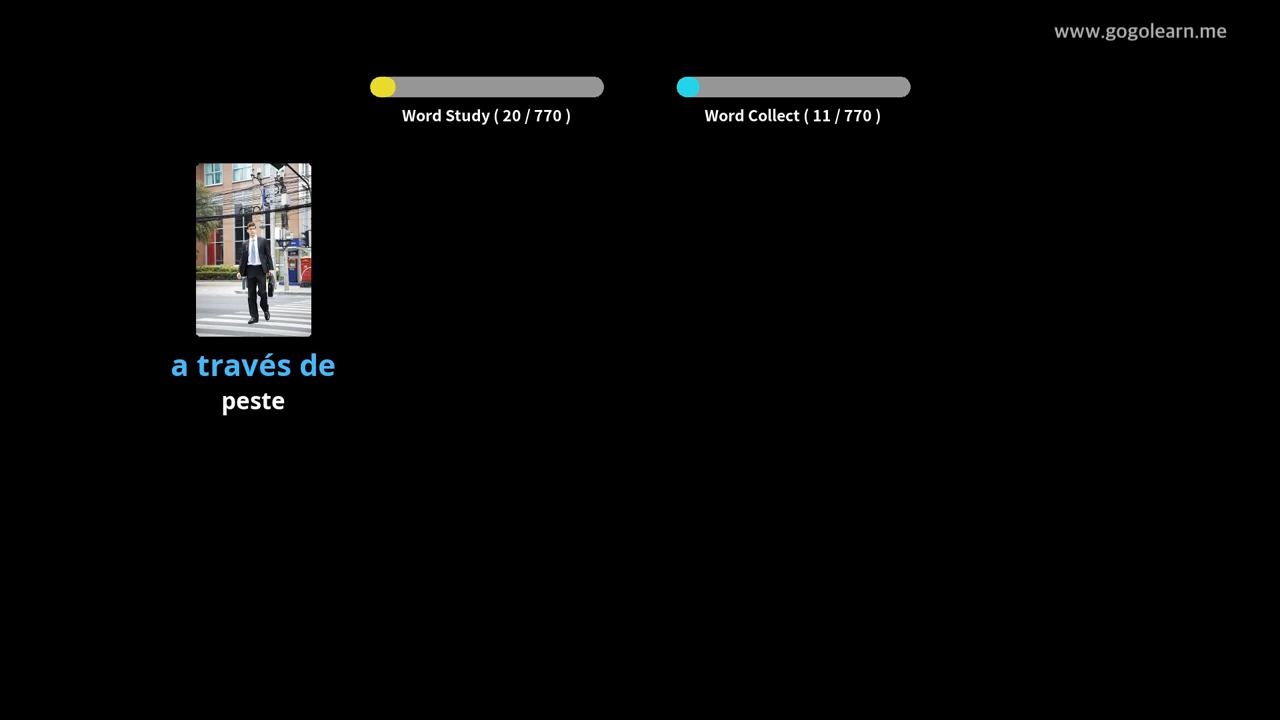 www.gogolearn.me
Word Study ( 20 / 770 )
Word Collect ( 11 / 770 )
a través de
peste